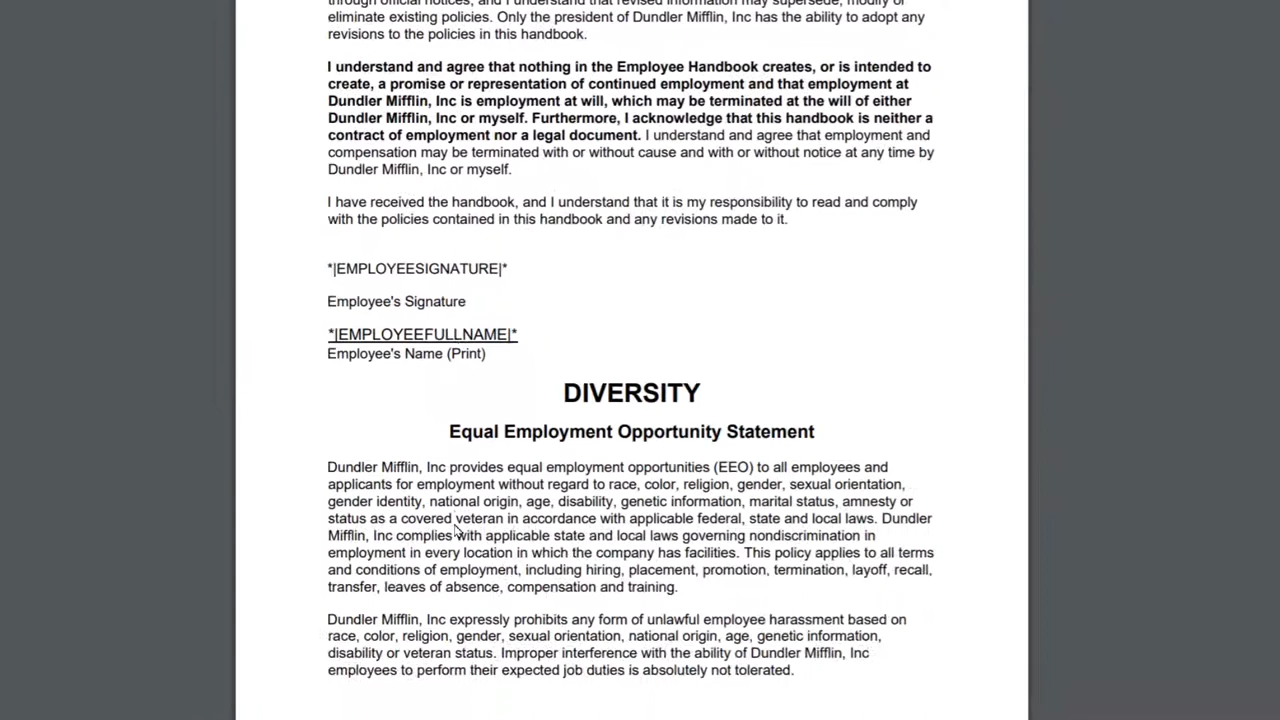 through official notices, and I understand that revised information may supersede, modify or
eliminate existing policies. Only the president of Dundler Mifflin, Inc has the ability to adopt any
revisions to the policies in this handbook.
I understand and agree that nothing in the Employee Handbook creates, or is intended to
create, a promise or representation of continued employment and that employment at
Dundler Mifflin, Inc is employment at will, which may be terminated at the will of either
Dundler Mifflin, Inc or myself. Furthermore, I acknowledge that this handbook is neither a
contract of employment nor a legal document. I understand and agree that employment and
compensation may be terminated with or without cause and with or without notice at any time by
Dundler Mifflin, Inc or myself.
I have received the handbook, and I understand that it is my responsibility to read and comply
with the policies contained in this handbook and any revisions made to it.
*|EMPLOYEESIGNATURE|*
Employee's Signature
*|EMPLOYEEFULLNAME|*
Employee's Name (Print)
DIVERSITY
Equal Employment Opportunity Statement
Dundler Mifflin, Inc provides equal employment opportunities (EEO) to all employees and
applicants for employment without regard to race, color, religion, gender, sexual orientation,
gender identity, national origin, age, disability, genetic information, marital status, amnesty or
status as a covered veteran in accordance with applicable federal, state and local laws. Dundler
Mifflin, Inc complies with applicable state and local laws governing nondiscrimination in
employment in every location in which the company has facilities. This policy applies to all terms
and conditions of employment, including hiring, placement, promotion, termination, layoff, recall,
transfer, leaves of absence, compensation and training.
Dundler Mifflin, Inc expressly prohibits any form of unlawful employee harassment based on
race, color, religion, gender, sexual orientation, national origin, age, genetic information,
disability or veteran status. Improper interference with the ability of Dundler Mifflin, Inc
employees to perform their expected job duties is absolutely not tolerated.